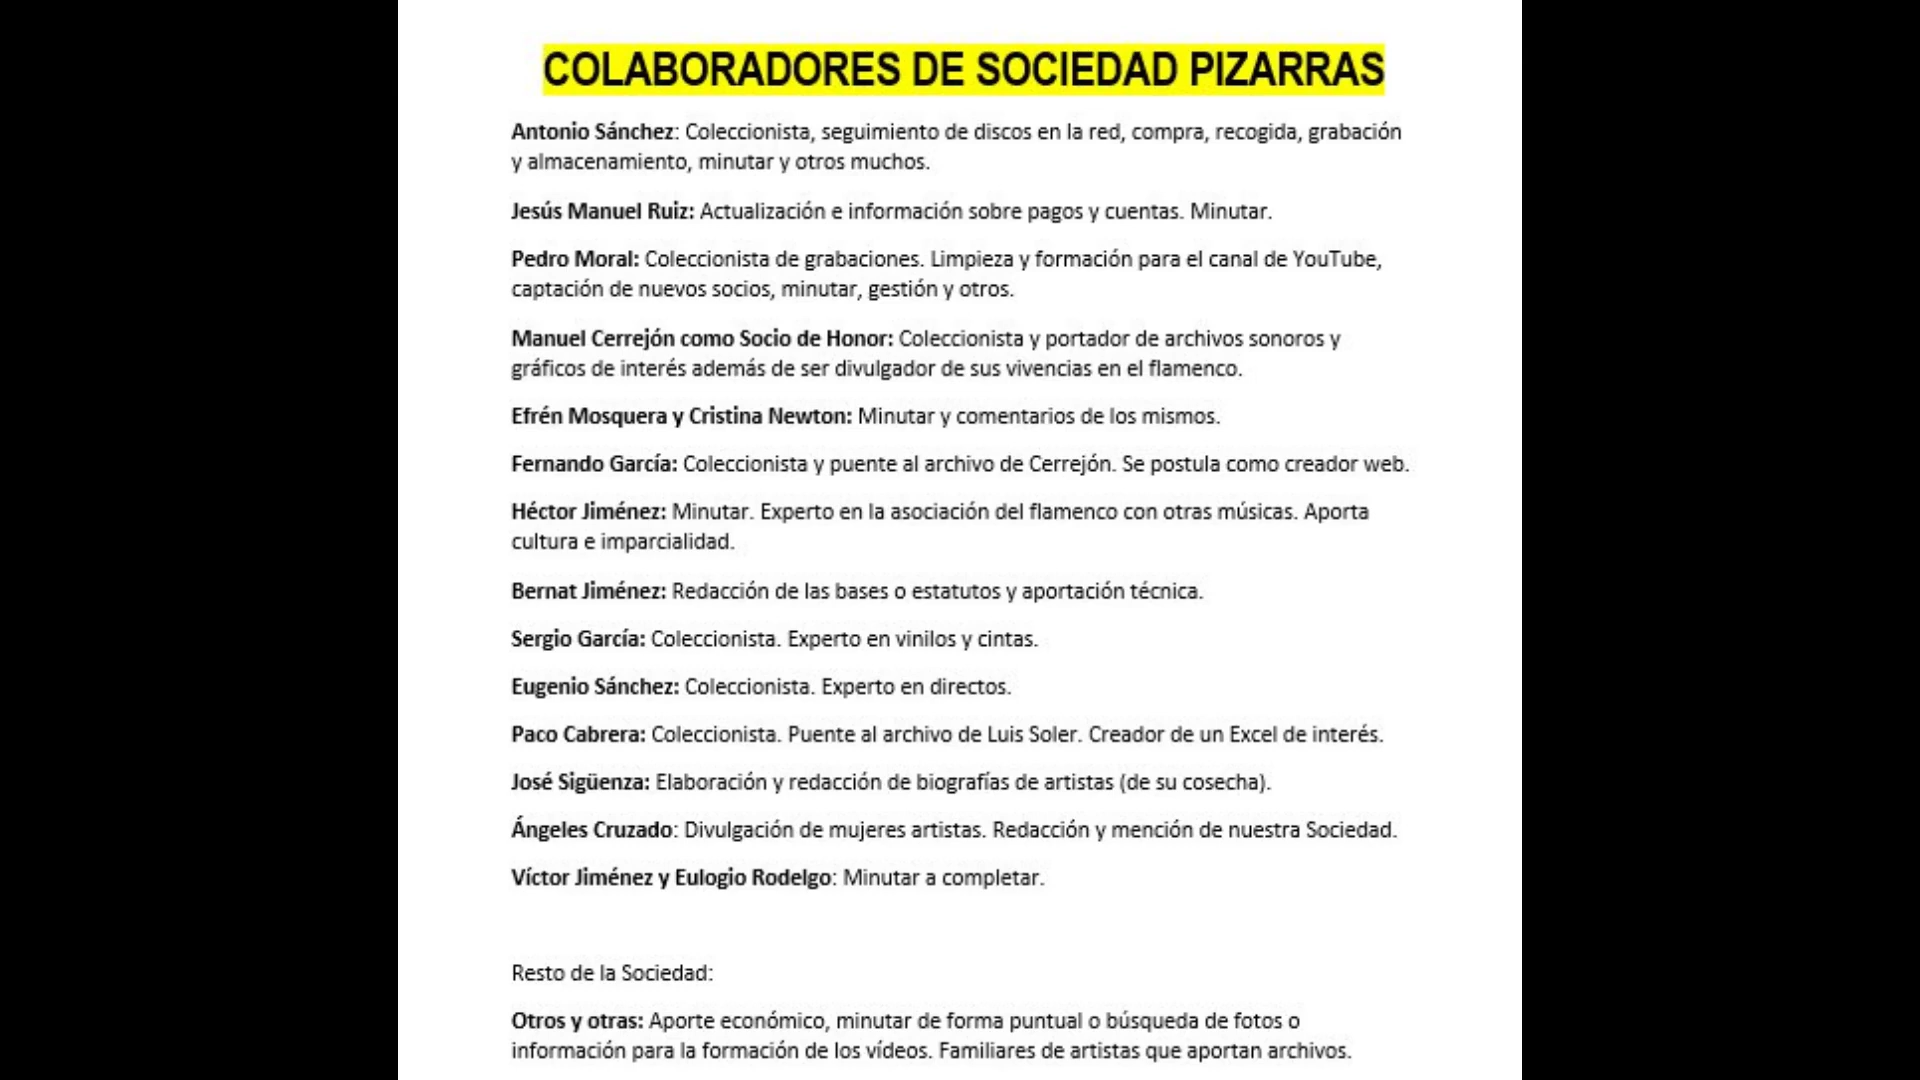 COLABORADORES DE SOCIEDAD PIZARRAS
Antonio Sánchez: Coleccionista, seguimiento de discos en la red, compra, recogida, grabación
y almacenamiento, minutar y otros muchos.
Jesús Manuel Ruiz: Actualización e información sobre pagos y cuentas. Minutar.
Pedro Moral: Coleccionista de grabaciones. Limpieza y formación para el canal de YouTube,
captación de nuevos socios, minutar, gestión y otros.
Manuel Cerrejón como Socio de Honor: Coleccionista y portador de archivos sonoros y
gráficos de interés además de ser divulgador de sus vivencias en el flamenco.
Efrén Mosquera y Cristina Newton: Minutar y comentarios de los mismos.
Fernando García: Coleccionista y puente al archivo de Cerrejón. Se postula como creador web.
Héctor Jiménez: Minutar. Experto en la asociación del flamenco con otras músicas. Aporta
cultura e imparcialidad.
Bernat Jiménez: Redacción de las bases o estatutos y aportación técnica.
Sergio García: Coleccionista. Experto en vinilos y cintas.
Eugenio Sánchez: Coleccionista. Experto en directos.
Paco Cabrera: Coleccionista. Puente al archivo de Luis Soler. Creador de un Excel de interés.
José Sigüenza: Elaboración y redacción de biografías de artistas (de su cosecha).
Ángeles Cruzado: Divulgación de mujeres artistas. Redacción y mención de nuestra Sociedad.
Víctor Jiménez y Eulogio Rodelgo: Minutar a completar.
Resto de la Sociedad:
Otros y otras: Aporte económico, minutar de forma puntual o búsqueda de fotos o
información para la formación de los vídeos. Familiares de artistas que aportan archivos.